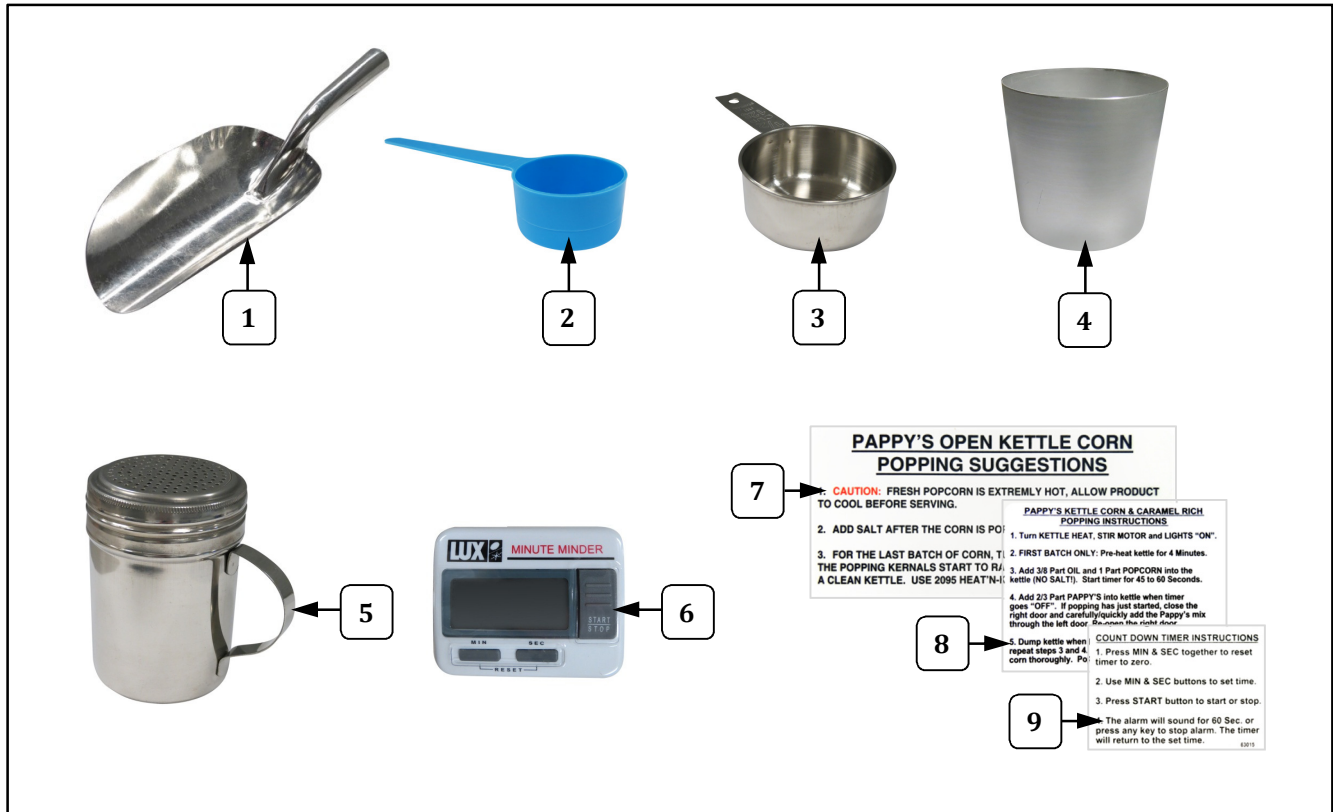 1
2
3
4
5
LUX
MINUTE MINDER
START
STOP
MIN
SEC
RESET
6
7
PAPPY'S OPEN KETTLE CORN
POPPING SUGGESTIONS
1. CAUTION: FRESH POPCORN IS EXTREMLY HOT, ALLOW PRODUCT
TO COOL BEFORE SERVING.
2. ADD SALT AFTER THE CORN IS
3. FOR THE LAST BATCH OF CORN,
THE POPPING KERNALS START TO
A CLEAN KETTLE. USE 2095
8
PAPPY'S KETTLE CORN & CARAMEL RICH
POPPING INSTRUCTIONS
1. Turn KETTLE HEAT, STIR MOTOR and LIGHTS "ON".
2. FIRST BATCH ONLY: Pre-heat kettle for 4 Minutes.
3. Add 3/8 Part OIL and 1 Part POPCORN into the
kettle (NO SALT!). Start timer for 45 to 60 Seconds.
4. Add 2/3 Part PAPPY'S into kettle when timer
goes "OFF". If popping has just started, close the
right door and carefully/quickly add the Pappy's mix
through the left door. Re-open the right door
5. Dump kettle when
repeat steps 3 and 4.
corn thoroughly.
9
COUNT DOWN TIMER INSTRUCTIONS
1. Press MIN & SEC together to reset
timer to zero.
2. Use MIN & SEC buttons to set time.
3. Press START button to start or stop.
4. The alarm will sound for 60 Sec. or
press any key to stop alarm. The timer
will return to the set time.
63015